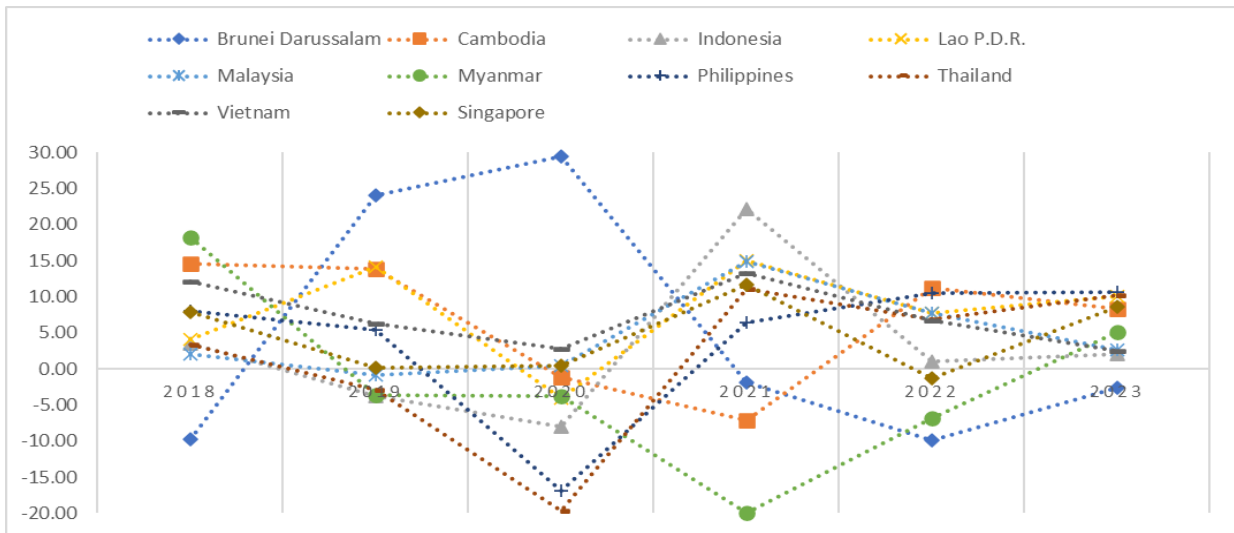 Brunei Darussalam Cambodia Indonesia Lao P.D.R.
Malaysia Myanmar Philippines Thailand
Vietnam Singapore
30.00
25.00
20.00
15.00
10.00
5.00
0.00
2018 2019 2020 2021 2022 2023
-5.00
-10.00
-15.00
-20.00